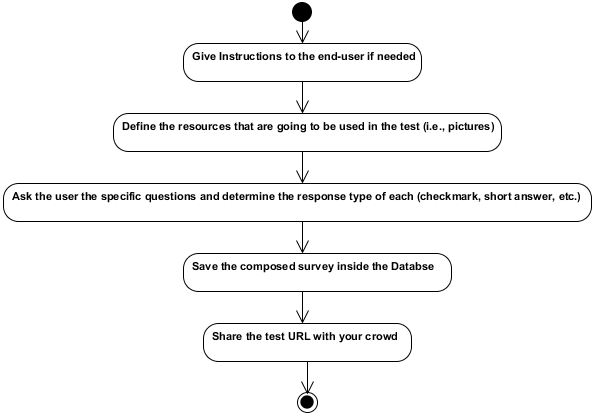 Give Instructions to the end-user if needed
Define the resources that are going to be used in the test (i.e., pictures)
Ask the user the specific questions and determine the response type of each (checkmark, short answer, etc.)
Save the composed survey inside the Databse
Share the test URL with your crowd